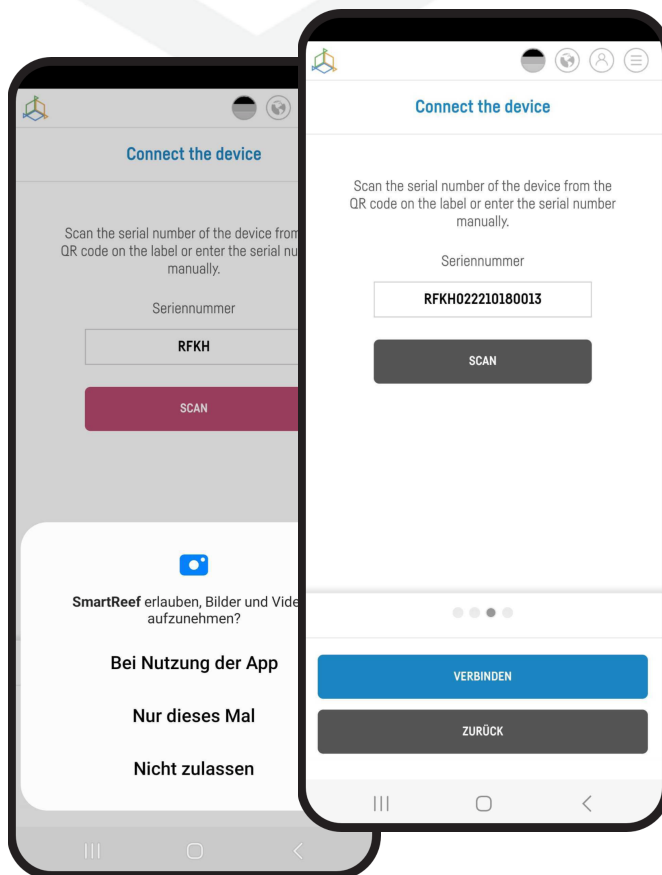 Connect the device
Scan the serial number of the device from
QR code on the label or enter the serial nu
manually.
Seriennummer
RFKH
SCAN
SmartReef erlauben, Bilder und Vide
aufzunehmen?
Bei Nutzung der App
Nur dieses Mal
Nicht zulassen
Connect the device
Scan the serial number of the device from the
QR code on the label or enter the serial number
manually.
Seriennummer
RFKH022210180013
SCAN
VERBINDEN
ZURÜCK